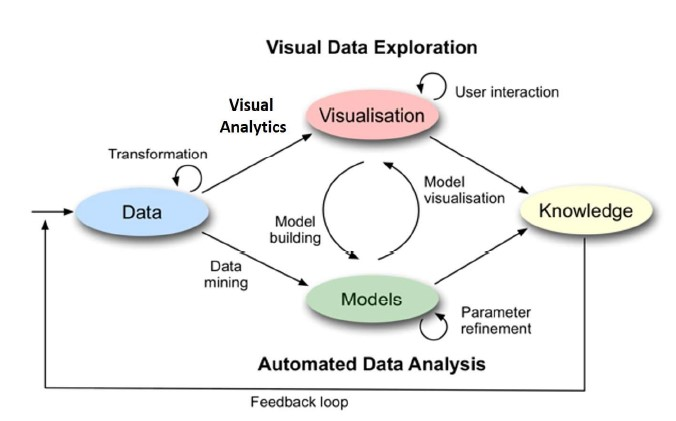 Visual Data Exploration
User interaction
Visual
Analytics
Visualisation
Transformation
Model
visualisation
Data
Knowledge
Model
building
Data
mining
Models
Parameter
refinement
Automated Data Analysis
Feedback loop